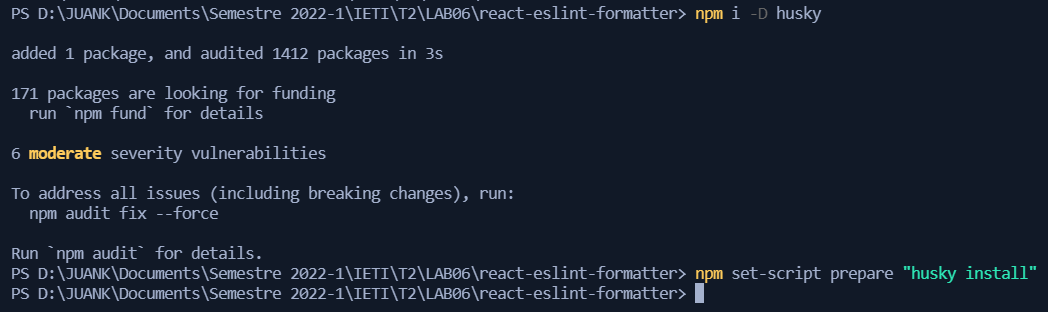 PS D:\JUANK\Documents\Semestre 2022-1\IETI\T2\LAB06\react-eslint-formatter> npm i -D husky
added 1 package, and audited 1412 packages in 3s
171 packages are looking for funding
  run `npm fund` for details
6 moderate severity vulnerabilities
To address all issues (including breaking changes), run:
  npm audit fix --force
Run `npm audit` for details.
PS D:\JUANK\Documents\Semestre 2022-1\IETI\T2\LAB06\react-eslint-formatter> npm set-script prepare "husky install"
PS D:\JUANK\Documents\Semestre 2022-1\IETI\T2\LAB06\react-eslint-formatter>